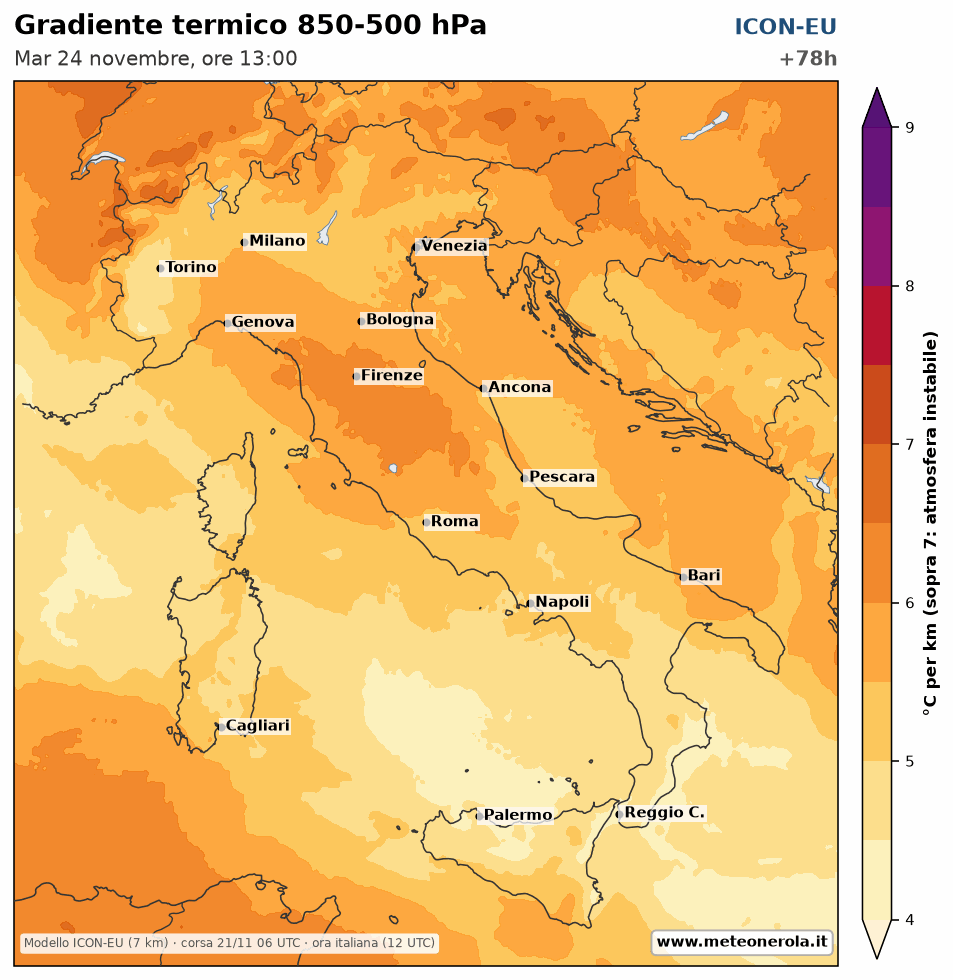 Gradiente termico 850-500 hPa
ICON-EU
Mar 24 novembre, ore 13:00
+78h
Milano
Venezia
Torino
Genova
Bologna
Firenze
Ancona
Pescara
Roma
Bari
Napoli
Cagliari
Palermo
Reggio C.
9
8
7
6
5
4
°C per km (sopra 7: atmosfera instabile)
Modello ICON-EU (7 km) · corsa 21/11 06 UTC · ora italiana (12 UTC)
www.meteonerola.it